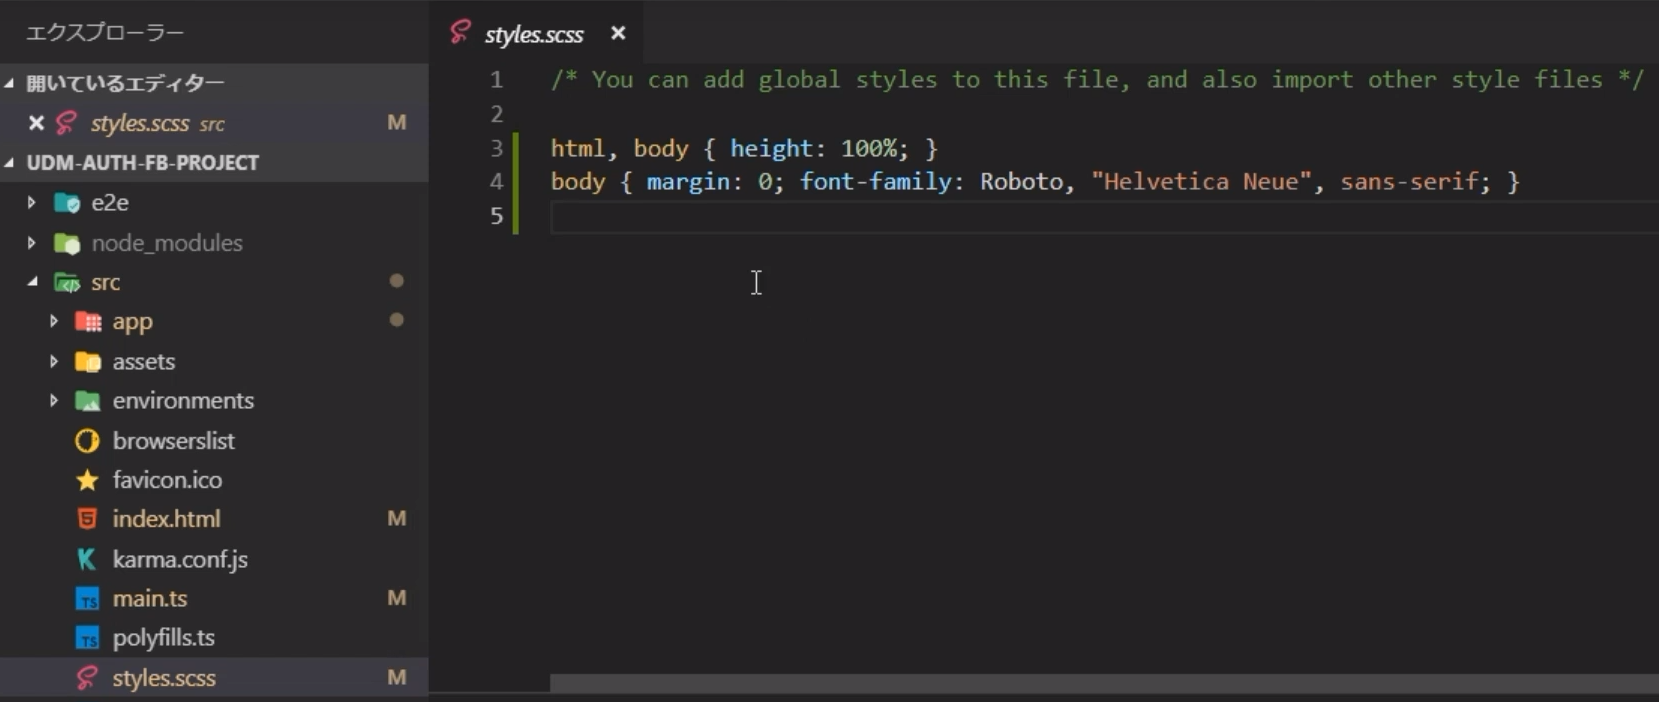 エクスプローラー
開いているエディター
styles.scss src M
UDM-AUTH-FB-PROJECT
e2e
node_modules
src
app
assets
environments
browserslist
favicon.ico
index.html M
karma.conf.js
main.ts M
polyfills.ts
styles.scss M
styles.scss
1 /* You can add global styles to this file, and also import other style files */
2
3 html, body { height: 100%; }
4 body { margin: 0; font-family: Roboto, "Helvetica Neue", sans-serif; }
5